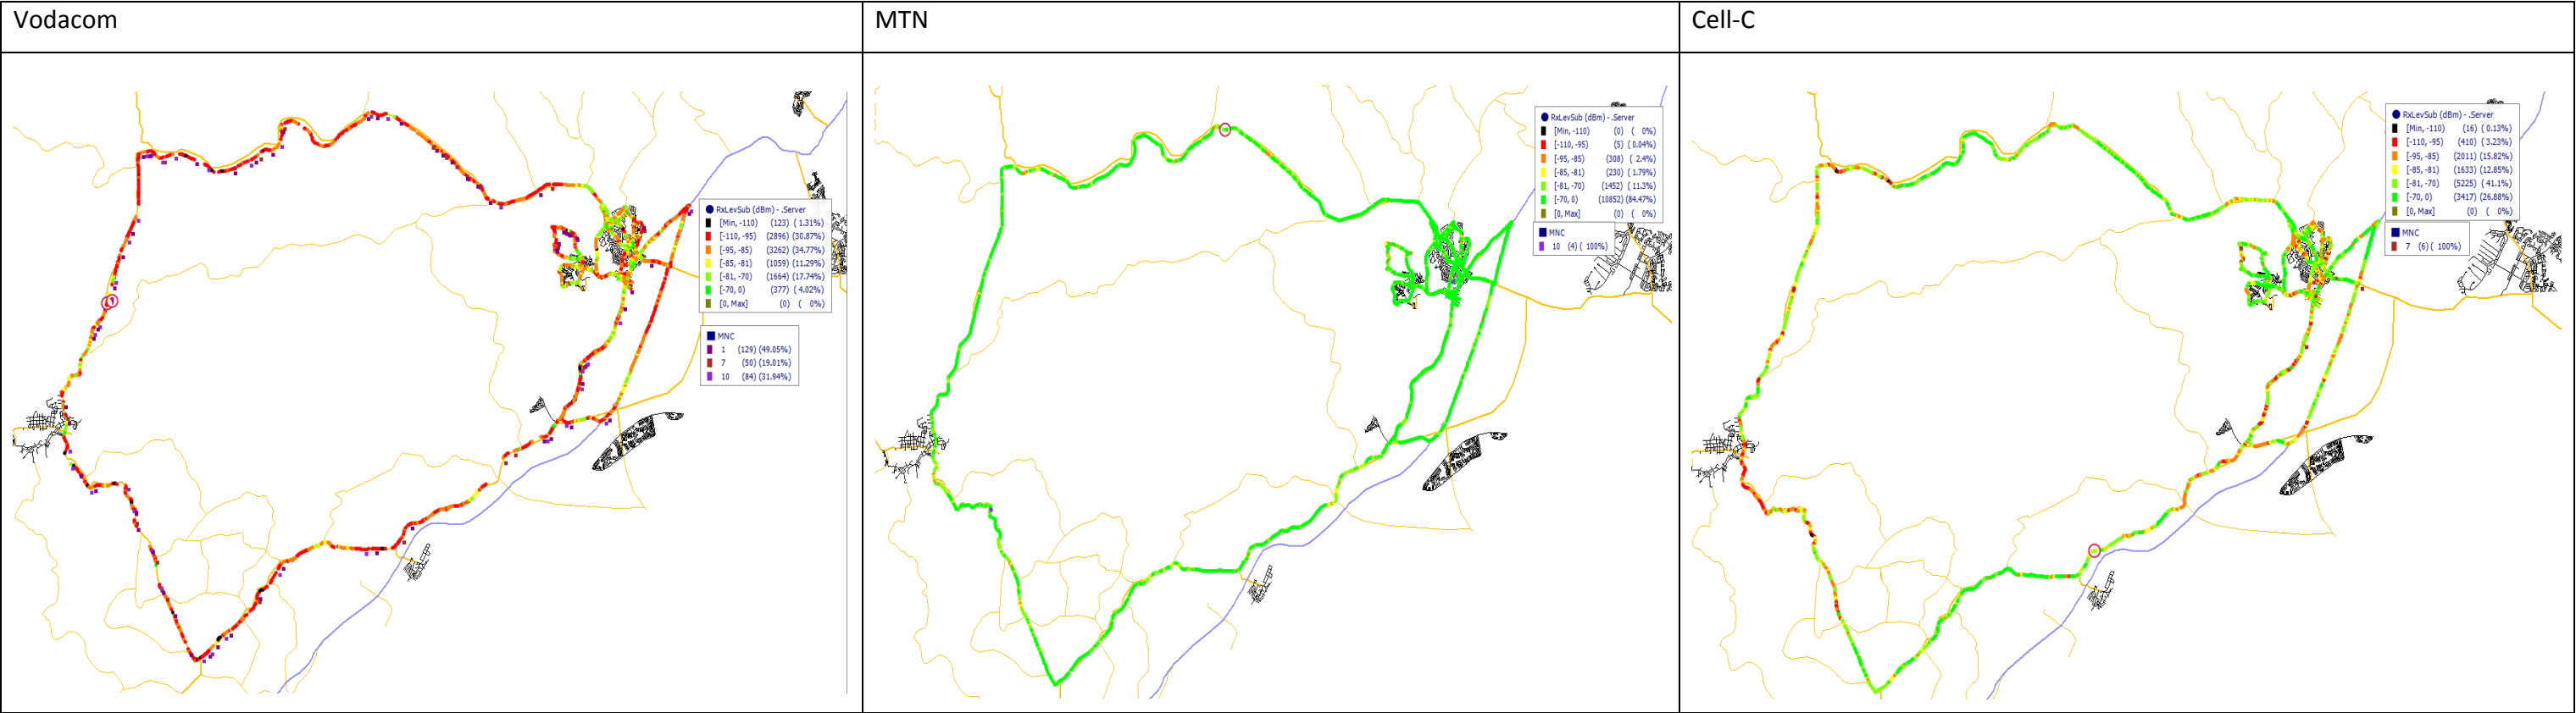 Vodacom
MTN
Cell-C
RxLevSub (dBm) - .Server
[Min, -110) (123) ( 1.31%)
[-110, -95) (2896) (30.87%)
[-95, -85) (3262) (34.77%)
[-85, -81) (1059) (11.29%)
[-81, -70) (1664) (17.74%)
[-70, 0) (377) ( 4.02%)
[0, Max] (0) ( 0%)
MNC
1 (129) (49.05%)
7 (50) (19.01%)
10 (84) (31.94%)
RxLevSub (dBm) - .Server
[Min, -110) (0) ( 0%)
[-110, -95) (5) ( 0.04%)
[-95, -85) (308) ( 2.4%)
[-85, -81) (230) ( 1.79%)
[-81, -70) (1452) (11.3%)
[-70, 0) (10852) (84.47%)
[0, Max] (0) ( 0%)
MNC
10 (4) ( 100%)
RxLevSub (dBm) - .Server
[Min, -110) (16) ( 0.13%)
[-110, -95) (410) ( 3.23%)
[-95, -85) (2011) (15.82%)
[-85, -81) (1633) (12.85%)
[-81, -70) (5225) (41.1%)
[-70, 0) (3417) (26.88%)
[0, Max] (0) ( 0%)
MNC
7 (6) ( 100%)